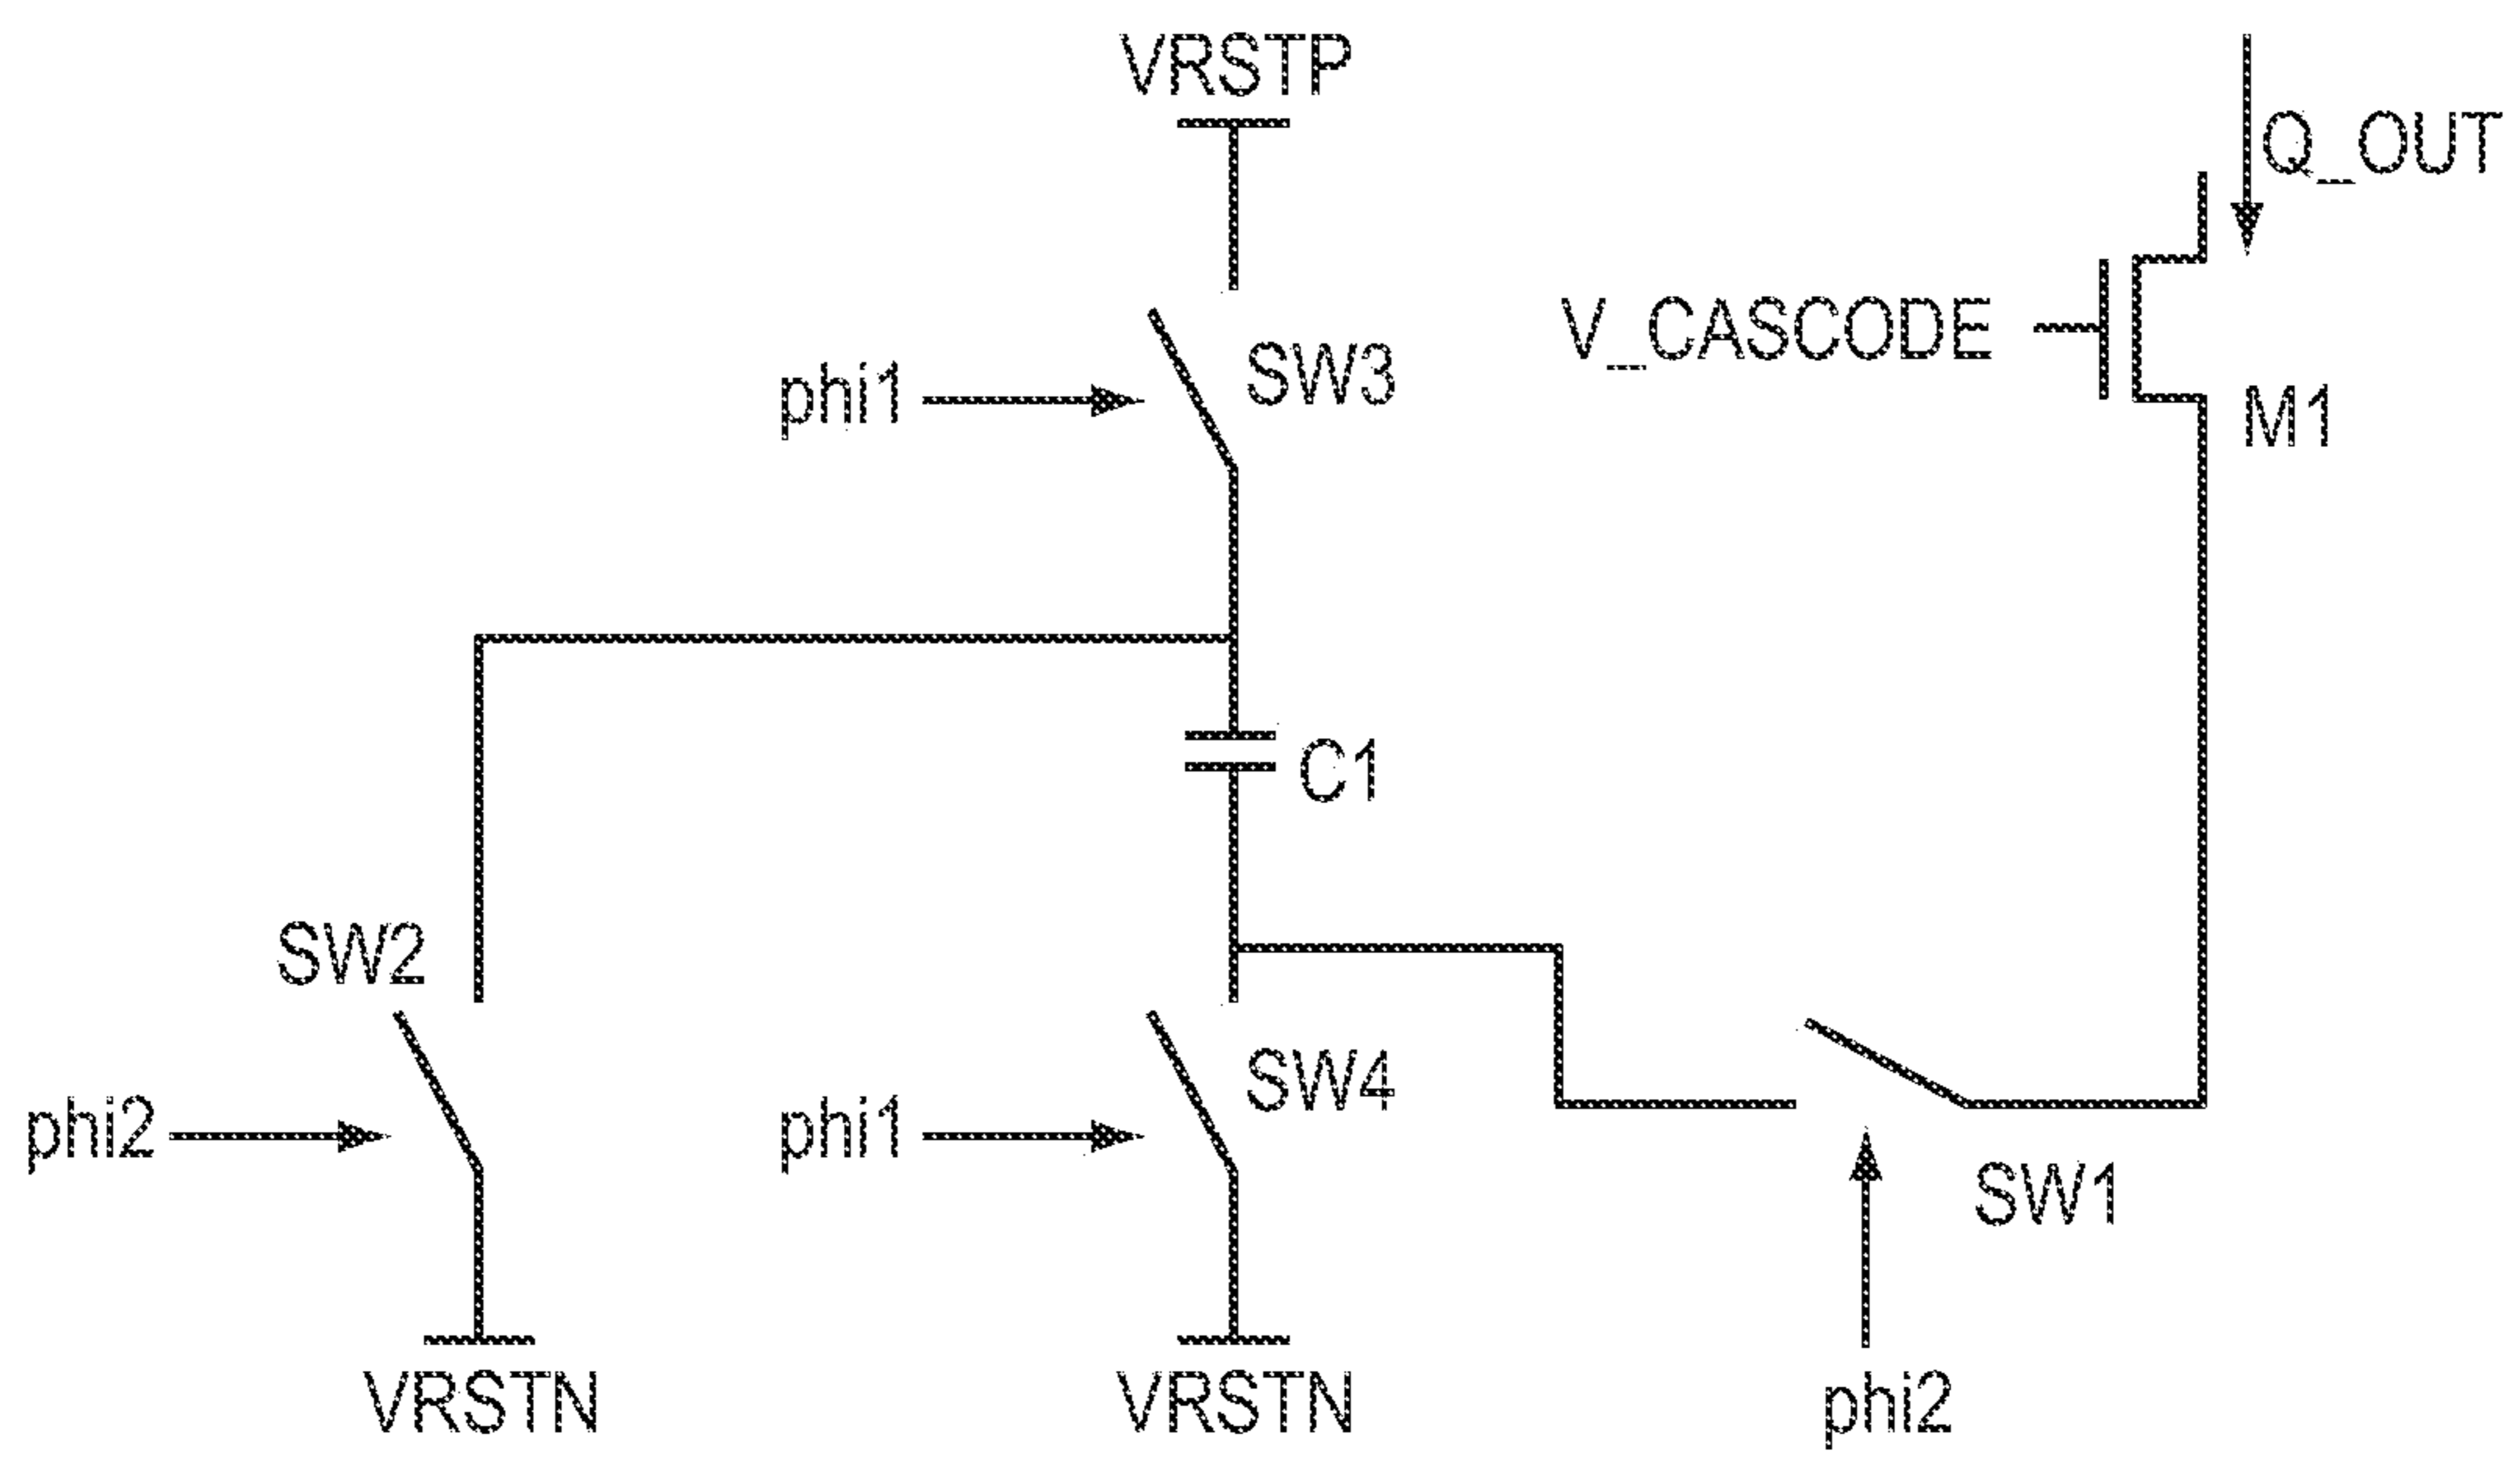 VRSTP
Q_OUT
V_CASCODE
SW3
phi1
M1
C1
SW2
SW4
phi2
phi1
SW1
VRSTN
VRSTN
phi2